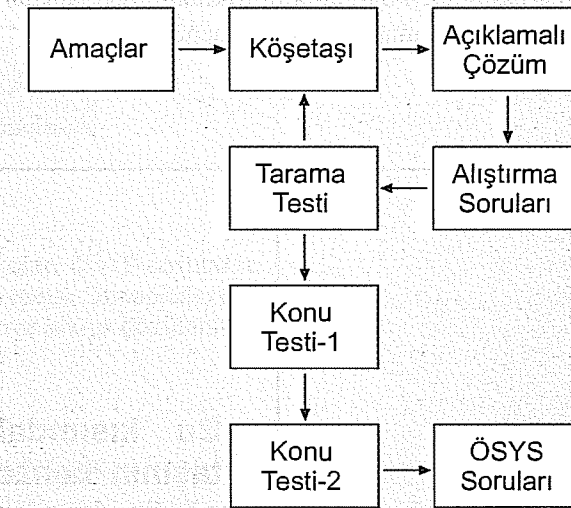 Amaçlar
Köşetaşı
Açıklamalı
Çözüm
Tarama
Testi
Alıştırma
Soruları
Konu
Testi-1
Konu
Testi-2
ÖSYS
Soruları